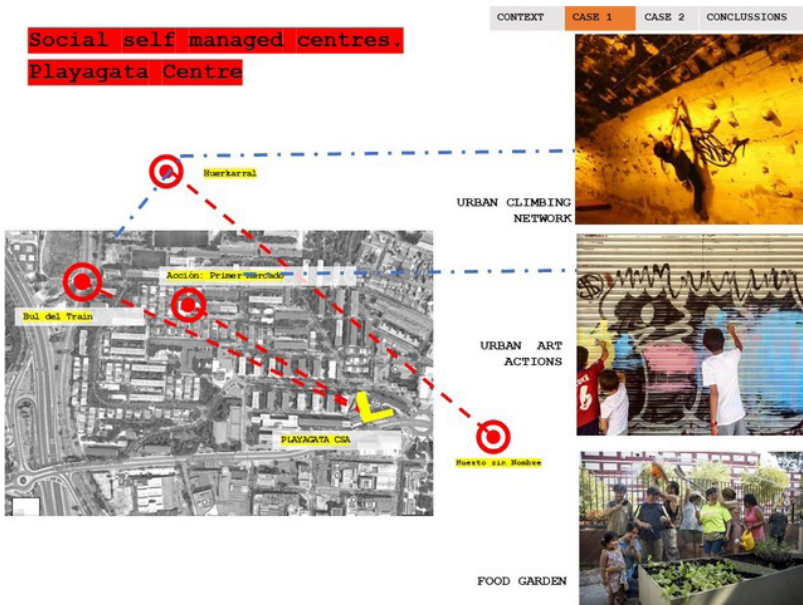 CONTEXT
CASE 1
CASE 2
CONCLUSSIONS
Social self managed centres.
Playagata Centre
Huerkarral
URBAN CLIMBING
NETWORK
Acción: Primer Mercado
Bul del Train
URBAN ART
ACTIONS
PLAYAGATA CSA
Huerto sin Nombre
FOOD GARDEN
6